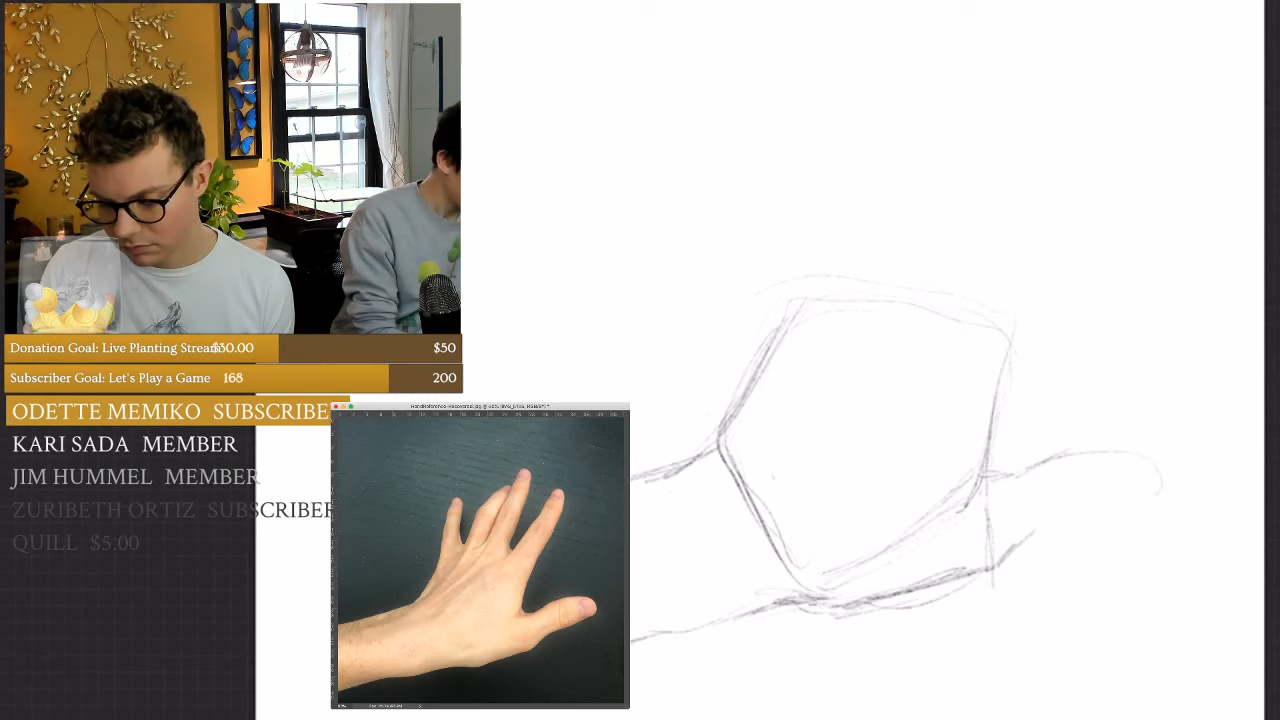 Donation Goal: Live Planting Stream $30.00 $50
Subscriber Goal: Let's Play a Game 168 200
ODETTE MEMIKO SUBSCRIBE
KARI SADA MEMBER
JIM HUMMEL MEMBER
ZURIBETH ORTIZ SUBSCRIBER
QUILL $5.00